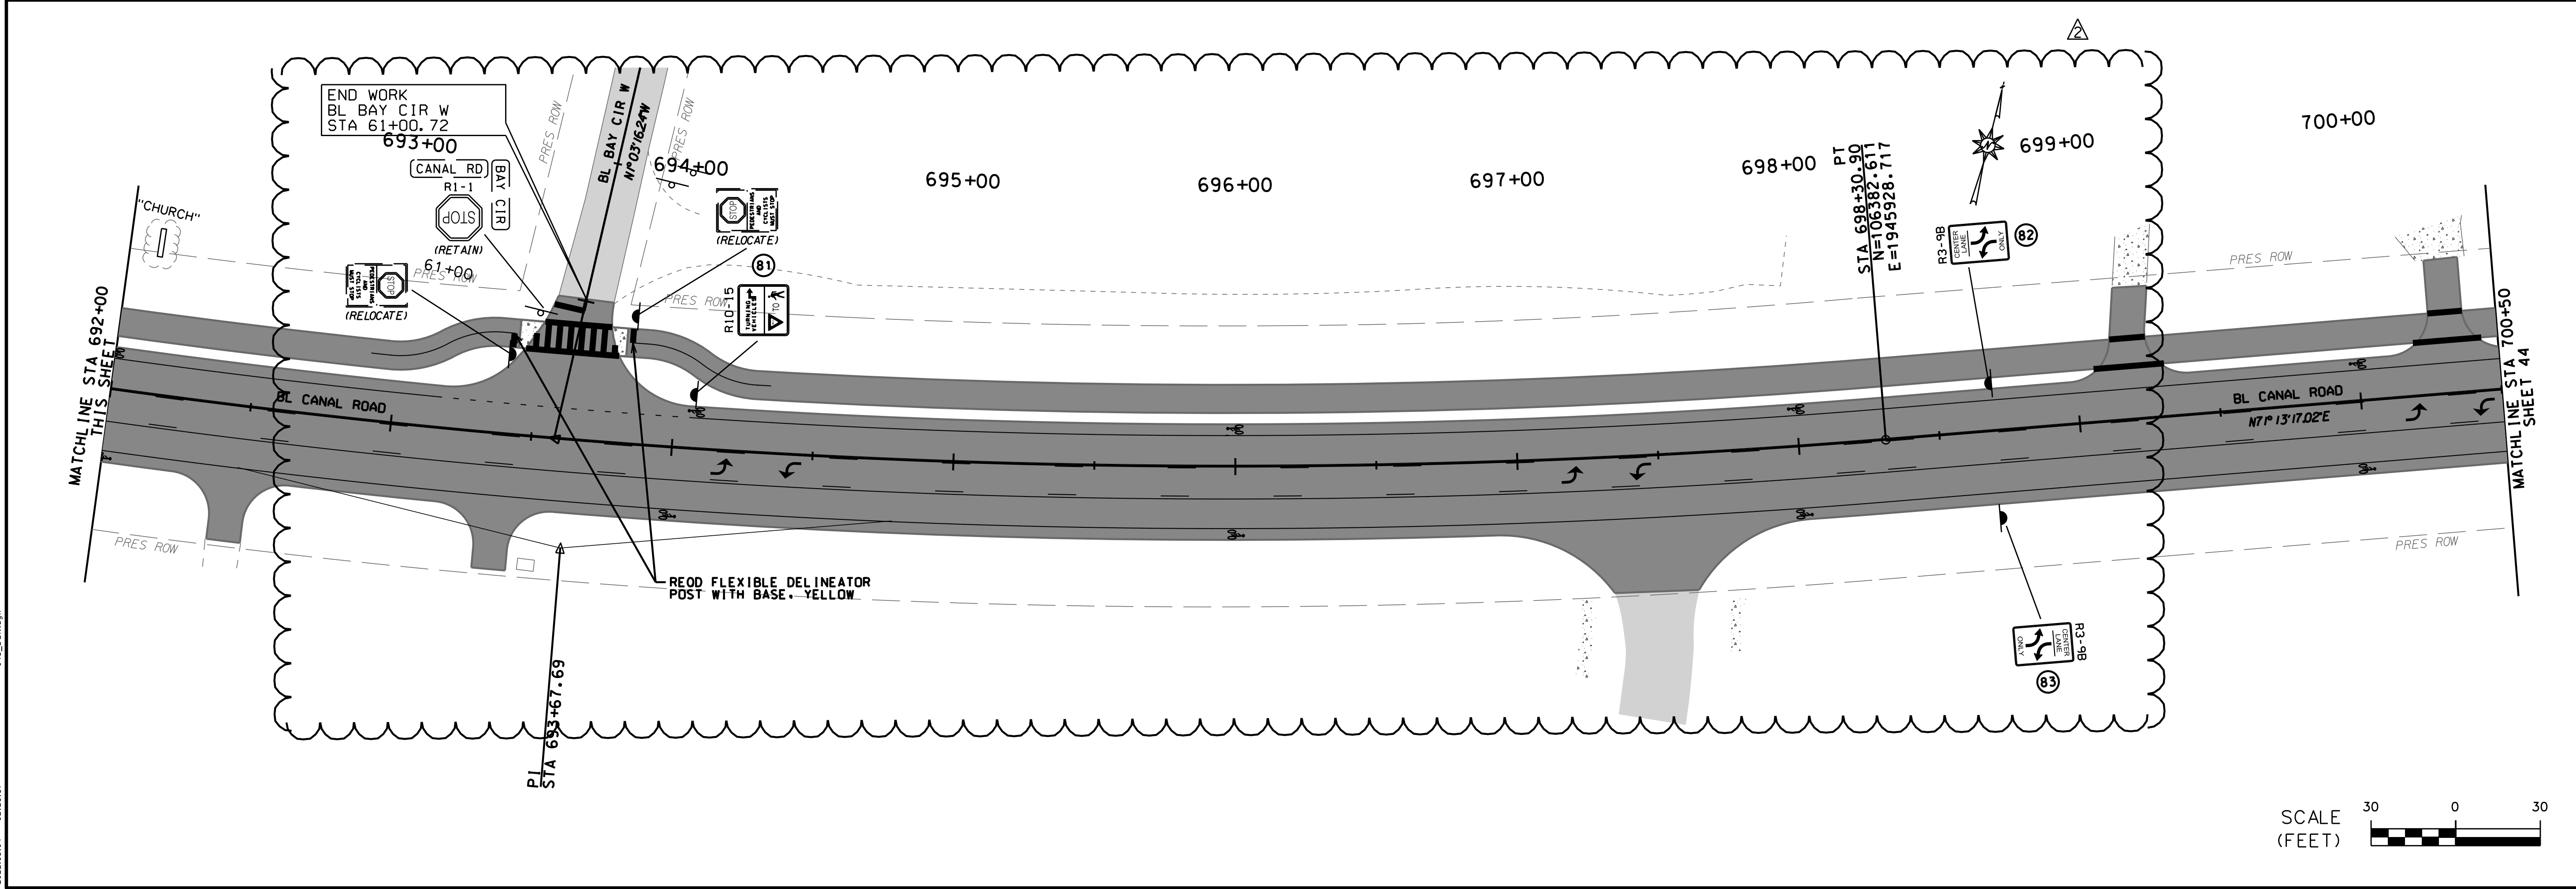 2
END WORK
BL BAY CIR W
STA 61+00.72
693+00
694+00
695+00
696+00
697+00
698+00
699+00
700+00
CANAL RD
BAY CIR
R1-1
STOP
(RETAIN)
61+00
PRES ROW
PRES ROW
PRES ROW
PRES ROW
BL BAY CIR W
N1°03'16.24"W
STOP
PEDESTRIANS
AND
CYCLISTS
MUST STOP
(RELOCATE)
81
R10-15
TURNING
VEHICLES
TO
STOP
PEDESTRIANS
AND
CYCLISTS
MUST STOP
(RELOCATE)
"CHURCH"
MATCHLINE STA 692+00
THIS SHEET
BL CANAL ROAD
PT
STA 698+30.90
N=106382.611
E=1945928.717
N
R3-9B
CENTER
LANE
ONLY
82
PRES ROW
BL CANAL ROAD
N71°13'17.02"E
MATCHLINE STA 700+50
SHEET 44
PRES ROW
PRES ROW
REQD FLEXIBLE DELINEATOR
POST WITH BASE, YELLOW
PI
STA 693+67.69
CENTER
LANE
ONLY
R3-9B
83
SCALE
(FEET)
30 0 30